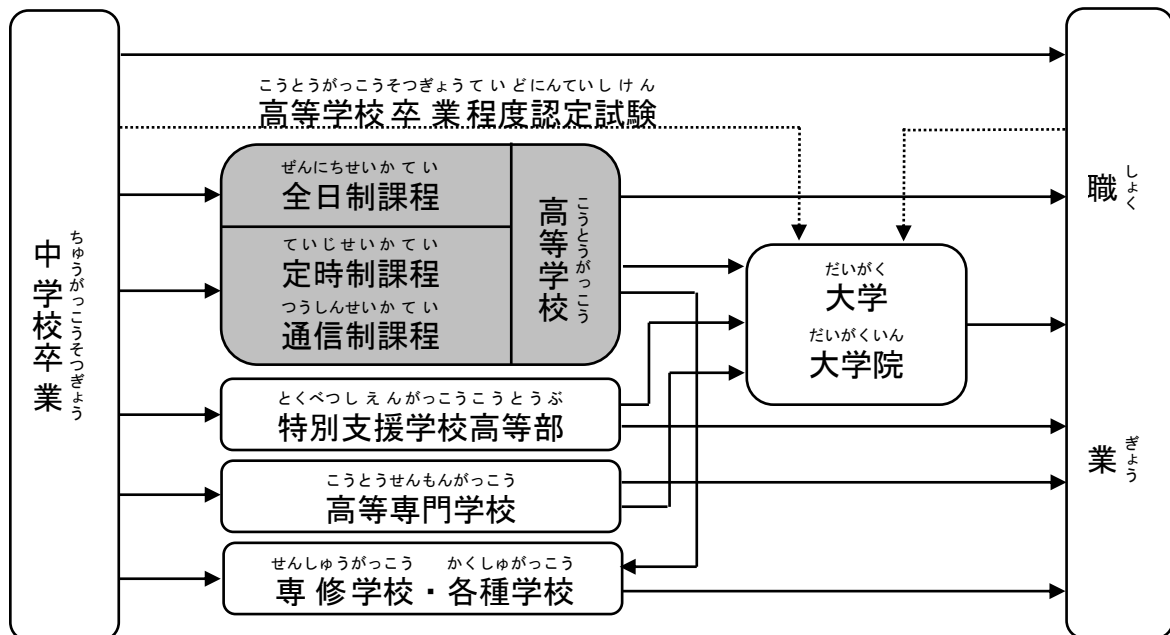 ちゅうがっこうそつぎょう
中学校卒業
こうとうがっこうそつぎょうていどにんていしけん
高等学校卒業程度認定試験
ぜんにちせいかてい
全日制課程
ていじせいかてい
定時制課程
つうしんせいかてい
通信制課程
こうとうがっこう
高等学校
とくべつしえんがっこうこうとうぶ
特別支援学校高等部
こうとうせんもんがっこう
高等専門学校
せんしゅうがっこう かくしゅがっこう
専修学校・各種学校
だいがく
大学
だいがくいん
大学院
しょく ぎょう
職業